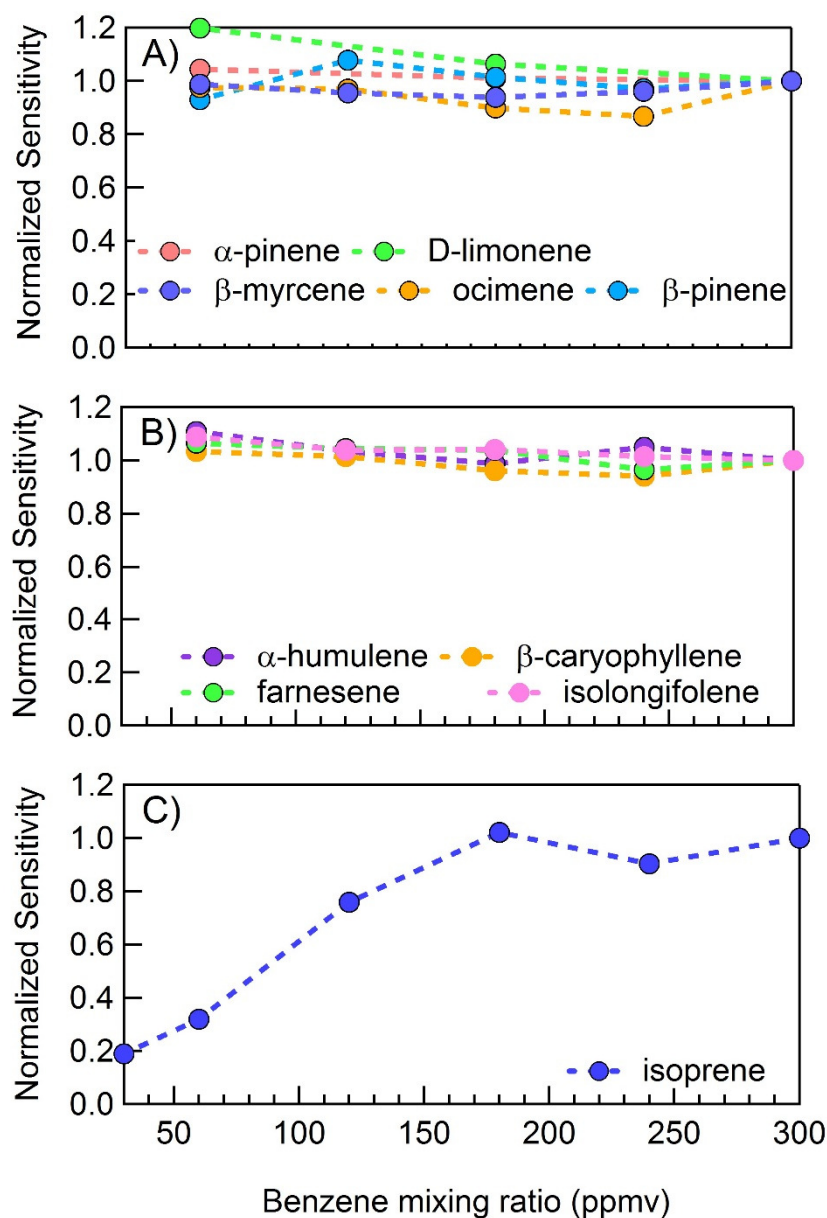 A)
Normalized Sensitivity
1.2
1.0
0.8
0.6
0.4
0.2
0.0
α-pinene D-limonene
β-myrcene ocimene β-pinene
B)
Normalized Sensitivity
1.2
1.0
0.8
0.6
0.4
0.2
0.0
α-humulene β-caryophyllene
farnesene isolongifolene
C)
Normalized Sensitivity
1.2
1.0
0.8
0.6
0.4
0.2
0.0
isoprene
50 100 150 200 250 300
Benzene mixing ratio (ppmv)